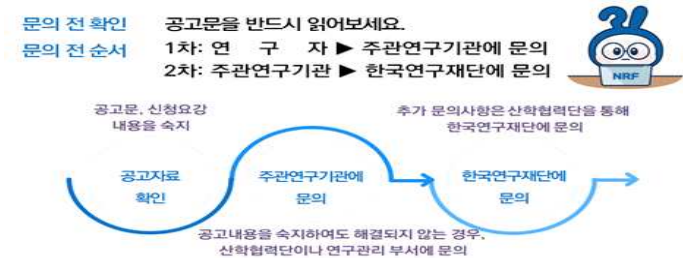 문의 전 확인 공고문을 반드시 읽어보세요.
문의 전 순서 1차: 연 구 자 ▶ 주관연구기관에 문의
2차: 주관연구기관 ▶ 한국연구재단에 문의
NRF
공고문, 신청요강
내용을 숙지
추가 문의사항은 산학협력단을 통해
한국연구재단에 문의
공고자료
확인
주관연구기관에
문의
한국연구재단에
문의
공고내용을 숙지하여도 해결되지 않는 경우,
산학협력단이나 연구관리 부서에 문의